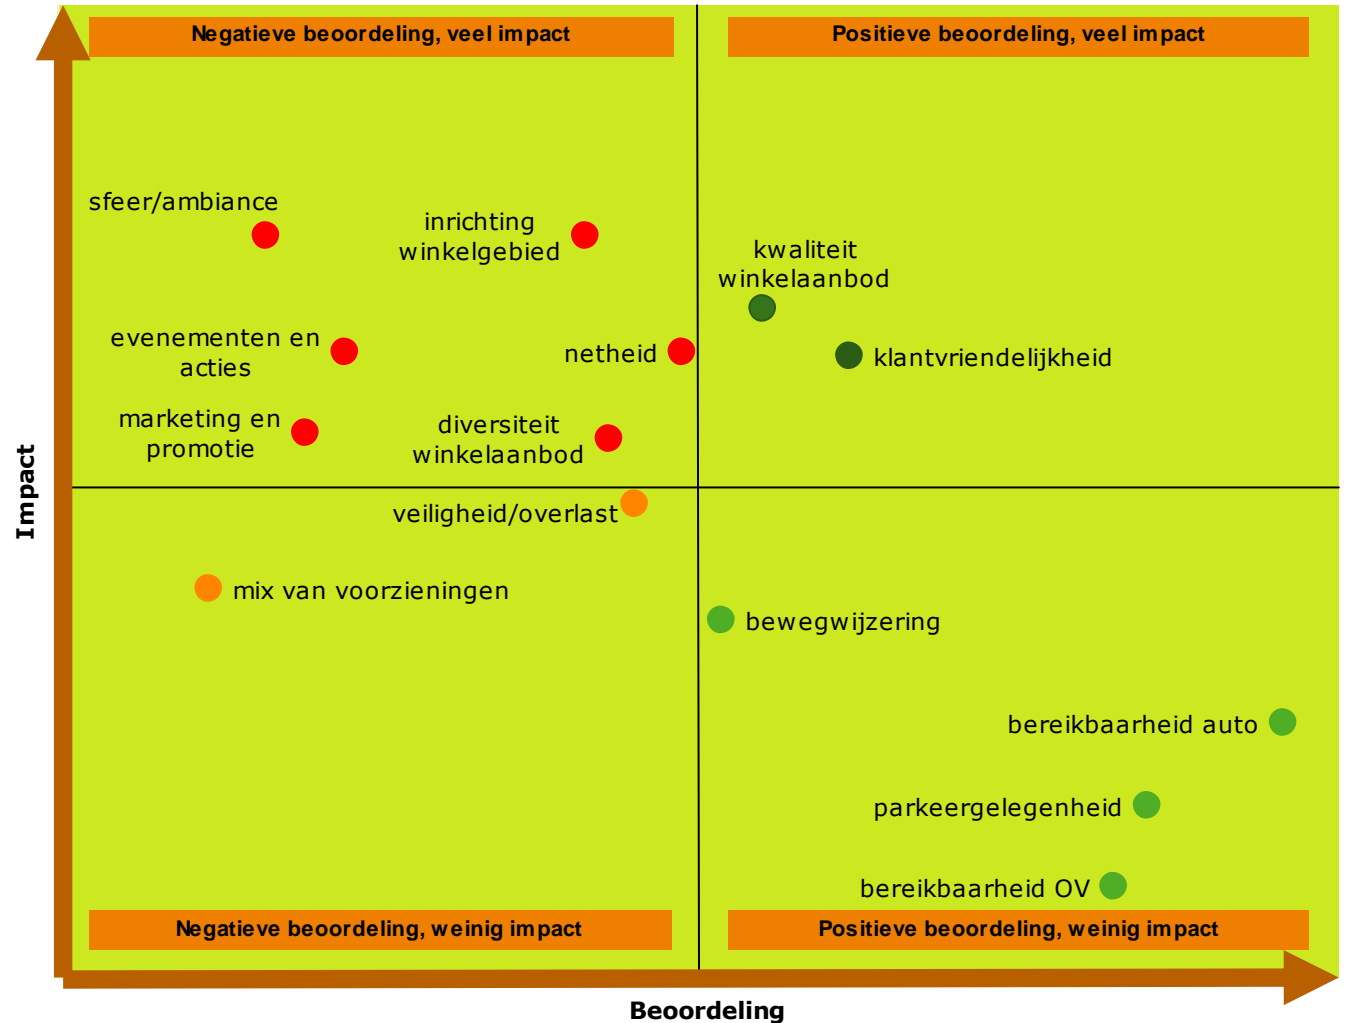 Negatieve beoordeling, veel impact
Positieve beoordeling, veel impact
sfeer/ambiance
inrichting
winkelgebied
kwaliteit
winkelaanbod
evenementen en
acties
netheid
klantvriendelijkheid
marketing en
promotie
diversiteit
winkelaanbod
Impact
veiligheid/overlast
mix van voorzieningen
bewegwijzering
bereikbaarheid auto
parkeergelegenheid
bereikbaarheid OV
Negatieve beoordeling, weinig impact
Positieve beoordeling, weinig impact
Beoordeling